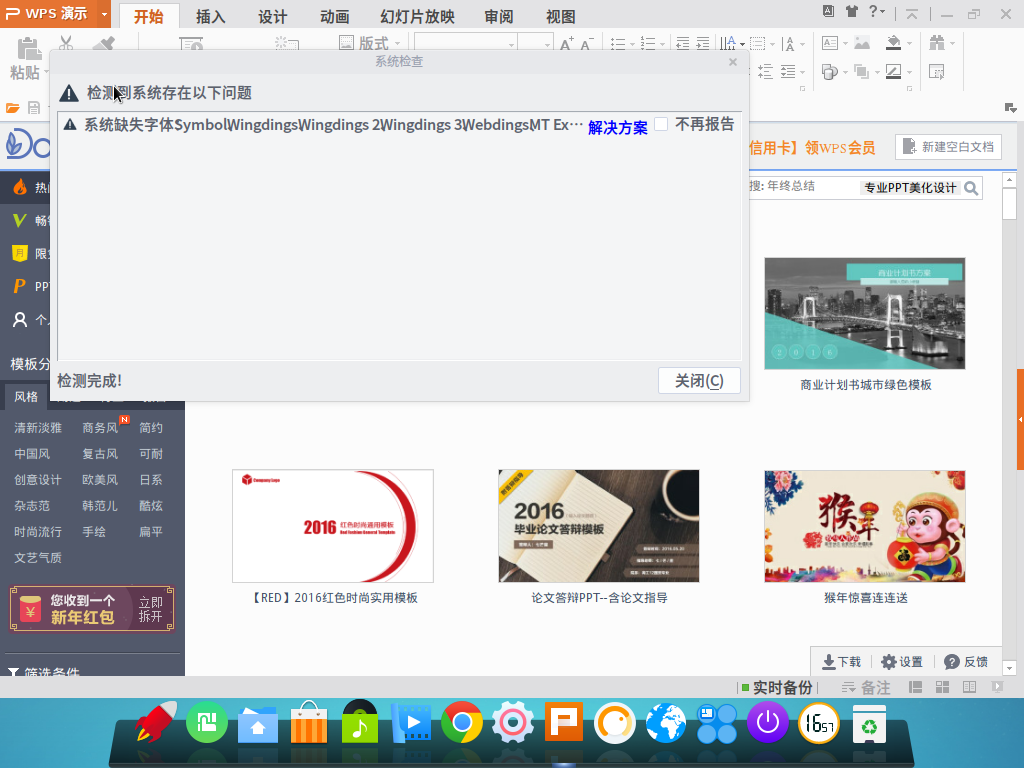 WPS 演示
开始 插入 设计 动画 幻灯片放映 审阅 视图
粘贴
版式
系统检查
检测到系统存在以下问题
系统缺失字体SymbolWingdingsWingdings 2Wingdings 3WebdingsMT Ex… 解决方案 不再报告
检测完成!
关闭(C)
信用卡】领WPS会员
新建空白文档
搜: 年终总结
专业PPT美化设计
限
PP
个
模板分
风格
清新淡雅 商务风 N 简约
中国风 复古风 可耐
创意设计 欧美风 日系
杂志范 韩范儿 酷炫
时尚流行 手绘 扁平
文艺气质
您收到一个
新年红包
立即
拆开
筛选条件
商业计划书方案
2016
商业计划书城市绿色模板
Company Logo
2016 红色时尚通用模板
Red Fashion General Template
【RED】2016红色时尚实用模板
2016
毕业论文答辩模板
论文答辩PPT--含论文指导
猴年
猴年惊喜连连送
下载 设置 反馈
实时备份 备注
1657